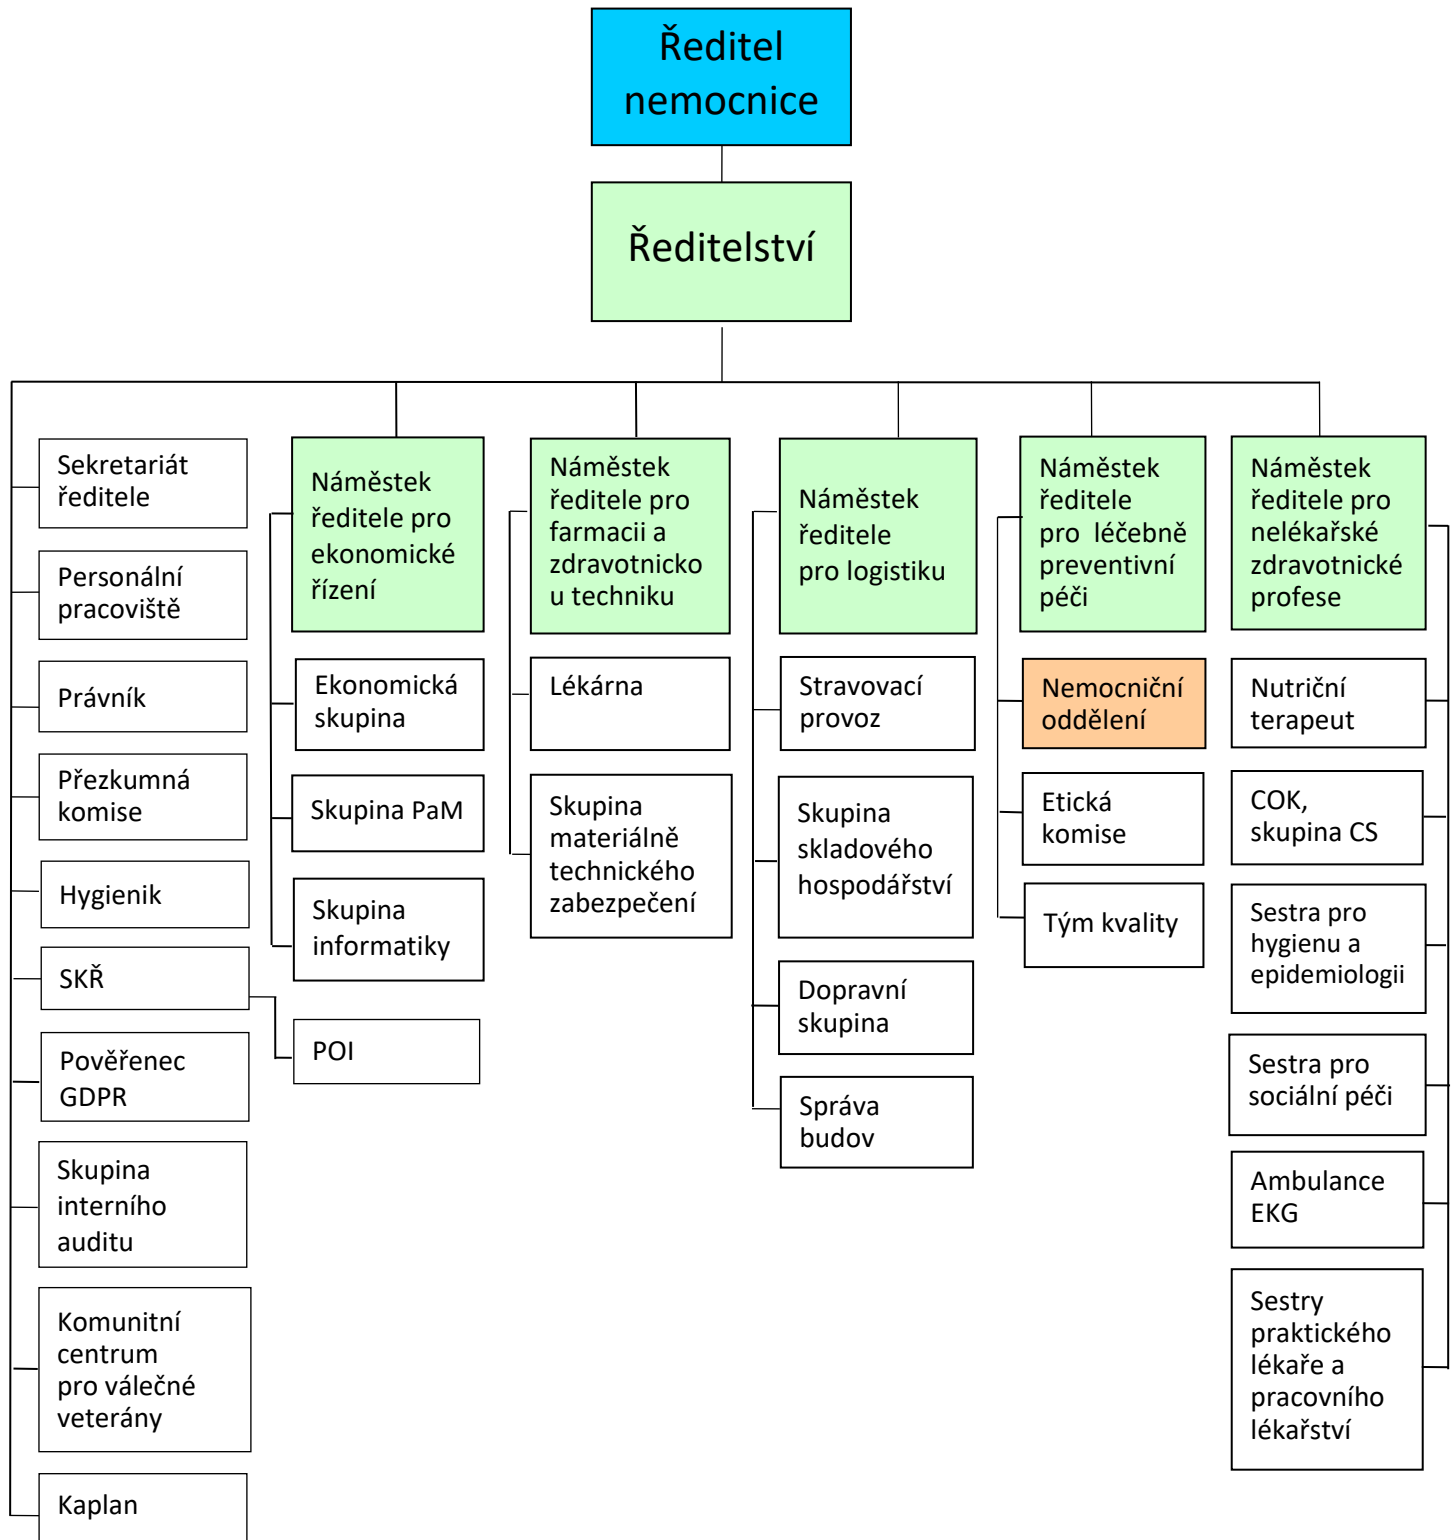 Ředitel
nemocnice
Ředitelství
Sekretariát
ředitele
Personální
pracoviště
Právník
Přezkumná
komise
Hygienik
SKŘ
POI
Pověřenec
GDPR
Skupina
interního
auditu
Komunitní
centrum
pro válečné
veterány
Kaplan
Náměstek
ředitele pro
ekonomické
řízení
Ekonomická
skupina
Skupina PaM
Skupina
informatiky
Náměstek
ředitele pro
farmacii a
zdravotnicko
u techniku
Lékárna
Skupina
materiálně
technického
zabezpečení
Náměstek
ředitele
pro logistiku
Stravovací
provoz
Skupina
skladového
hospodářství
Dopravní
skupina
Správa
budov
Náměstek
ředitele
pro léčebně
preventivní
péči
Nemocniční
oddělení
Etická
komise
Tým kvality
Náměstek
ředitele pro
nelékařské
zdravotnické
profese
Nutriční
terapeut
COK,
skupina CS
Sestra pro
hygienu a
epidemiologii
Sestra pro
sociální péči
Ambulance
EKG
Sestry
praktického
lékaře a
pracovního
lékařství